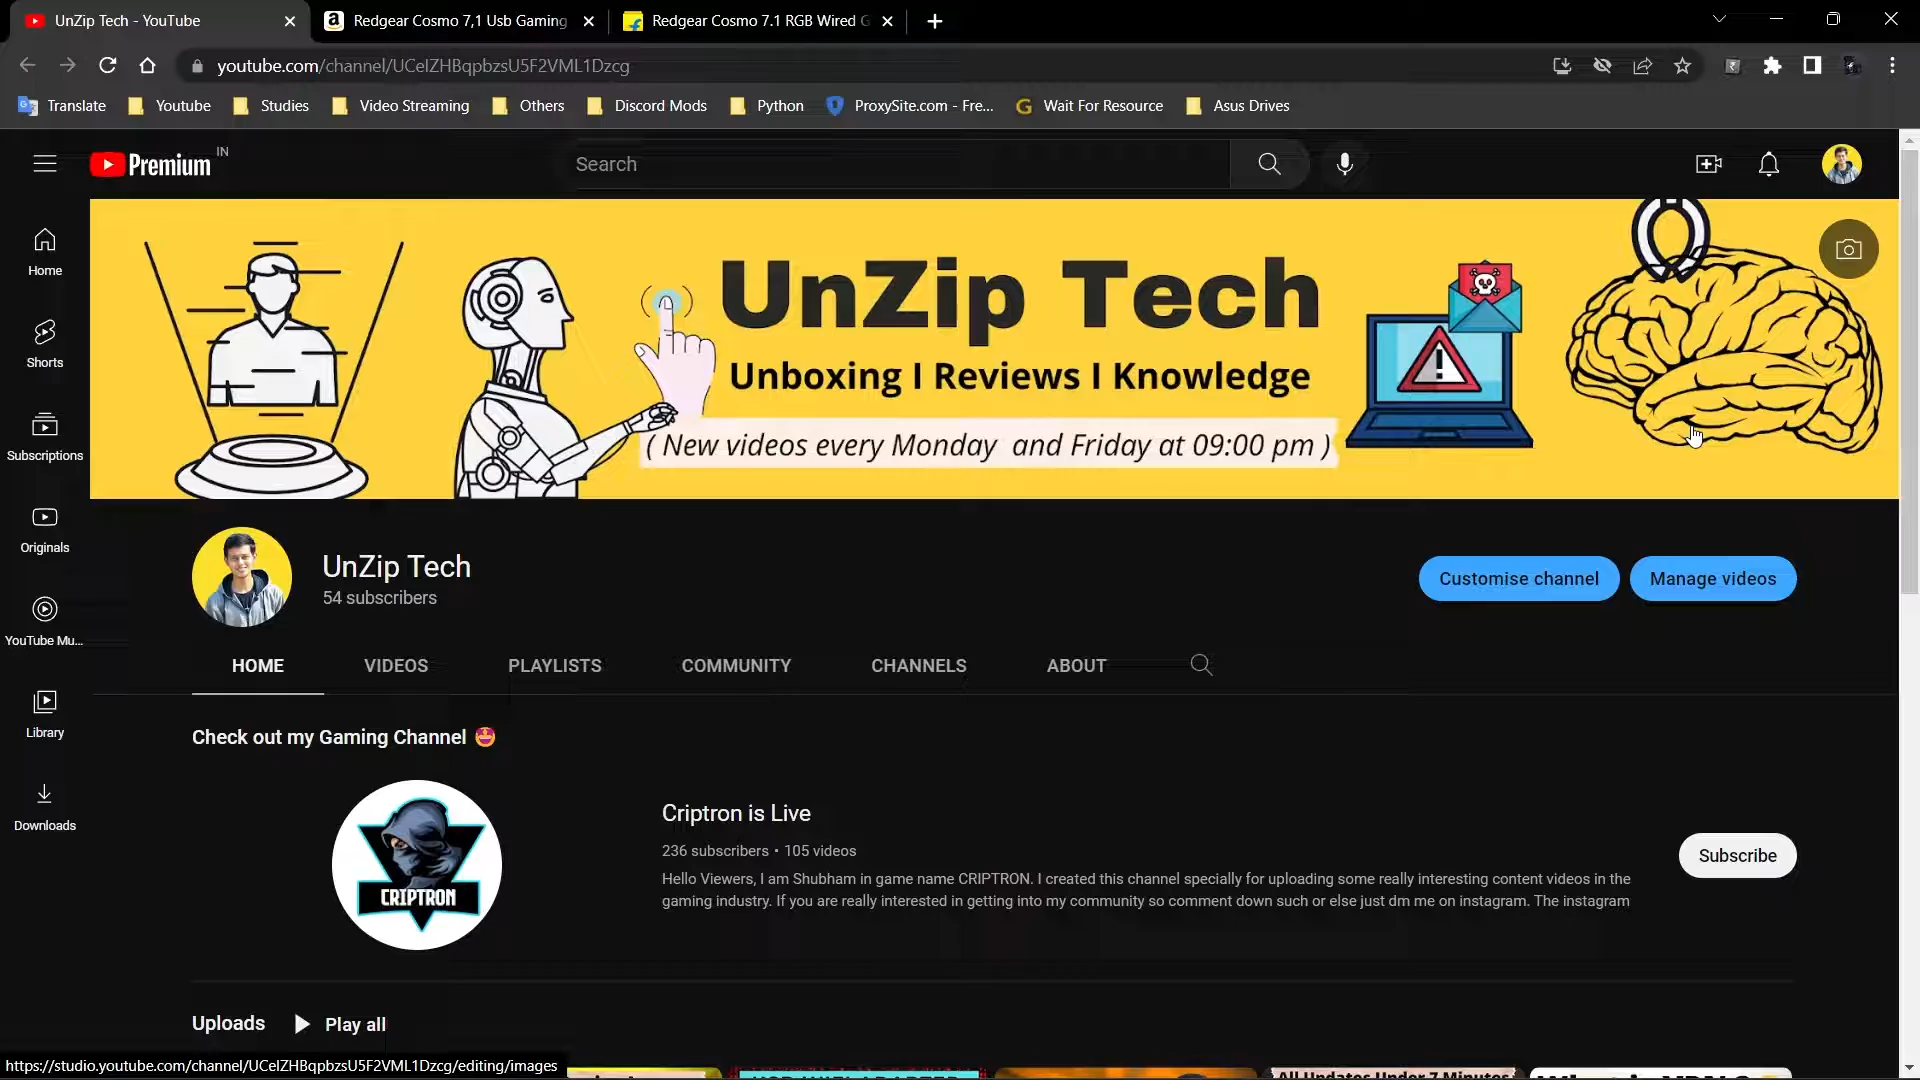 UnZip Tech - YouTube
Redgear Cosmo 7,1 Usb Gaming
Redgear Cosmo 7.1 RGB Wired G
youtube.com/channel/UCeIZHBqpbzsU5F2VML1Dzcg
Translate
Youtube
Studies
Video Streaming
Others
Discord Mods
Python
ProxySite.com - Fre...
Wait For Resource
Asus Drives
Premium IN
Search
UnZip Tech
Unboxing I Reviews I Knowledge
( New videos every Monday and Friday at 09:00 pm )
Home
Shorts
Subscriptions
Originals
YouTube Mu...
Library
Downloads
UnZip Tech
54 subscribers
Customise channel
Manage videos
HOME
VIDEOS
PLAYLISTS
COMMUNITY
CHANNELS
ABOUT
Check out my Gaming Channel 🤩
CRIPTRON
Criptron is Live
236 subscribers • 105 videos
Hello Viewers, I am Shubham in game name CRIPTRON. I created this channel specially for uploading some really interesting content videos in the
gaming industry. If you are really interested in getting into my community so comment down such or else just dm me on instagram. The instagram
Subscribe
Uploads
Play all
https://studio.youtube.com/channel/UCeIZHBqpbzsU5F2VML1Dzcg/editing/images
All Updates Under 7 Minutes